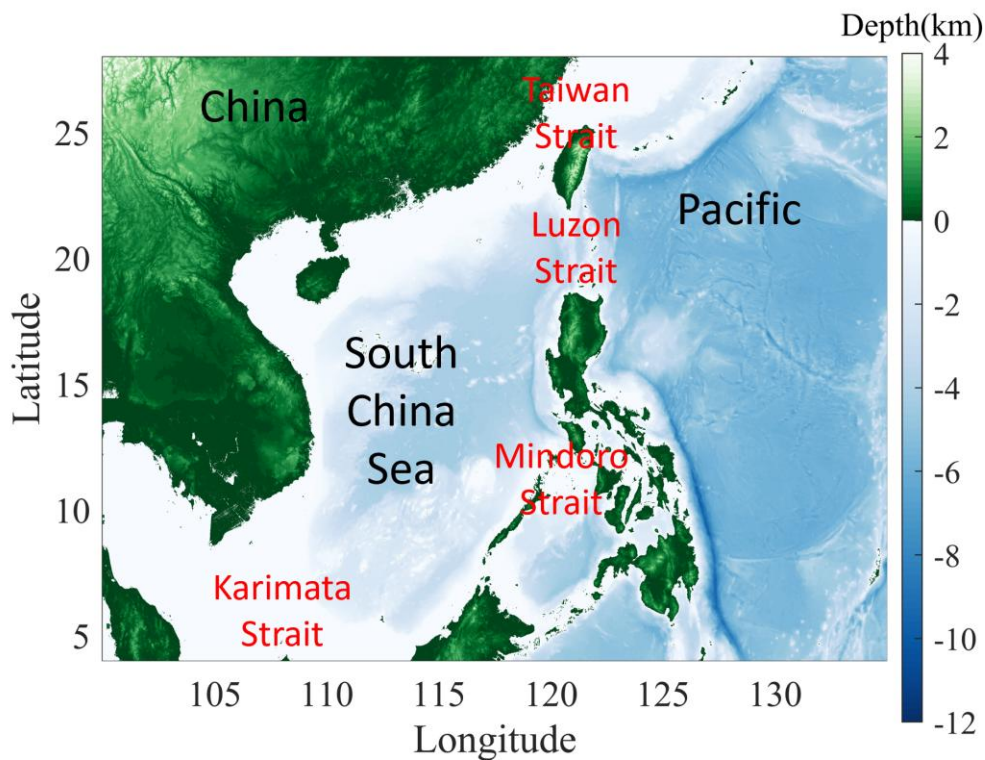 Depth(km)
4
2
0
-2
-4
-6
-8
-10
-12
China
Taiwan
Strait
Luzon
Strait
Pacific
South
China
Sea
Mindoro
Strait
Karimata
Strait
Latitude
25
20
15
10
5
105
110
115
120
125
130
Longitude